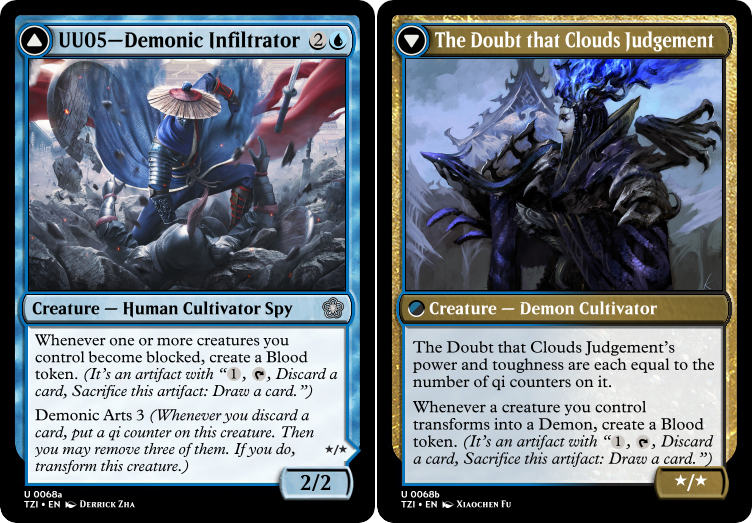 UU05—Demonic Infiltrator 2
Creature — Human Cultivator Spy
Whenever one or more creatures you
control become blocked, create a Blood
token. (It's an artifact with “1, , Discard a
card, Sacrifice this artifact: Draw a card.”)
Demonic Arts 3 (Whenever you discard a
card, put a qi counter on this creature. Then
you may remove three of them. If you do,
transform this creature.)
★/★
2/2
U 0068a
TZI • EN Derrick Zha
The Doubt that Clouds Judgement
Creature — Demon Cultivator
The Doubt that Clouds Judgement's
power and toughness are each equal to the
number of qi counters on it.
Whenever a creature you control
transforms into a Demon, create a Blood
token. (It's an artifact with “1, , Discard
a card, Sacrifice this artifact: Draw a card.”)
★/★
U 0068b
TZI • EN Xiaochen Fu